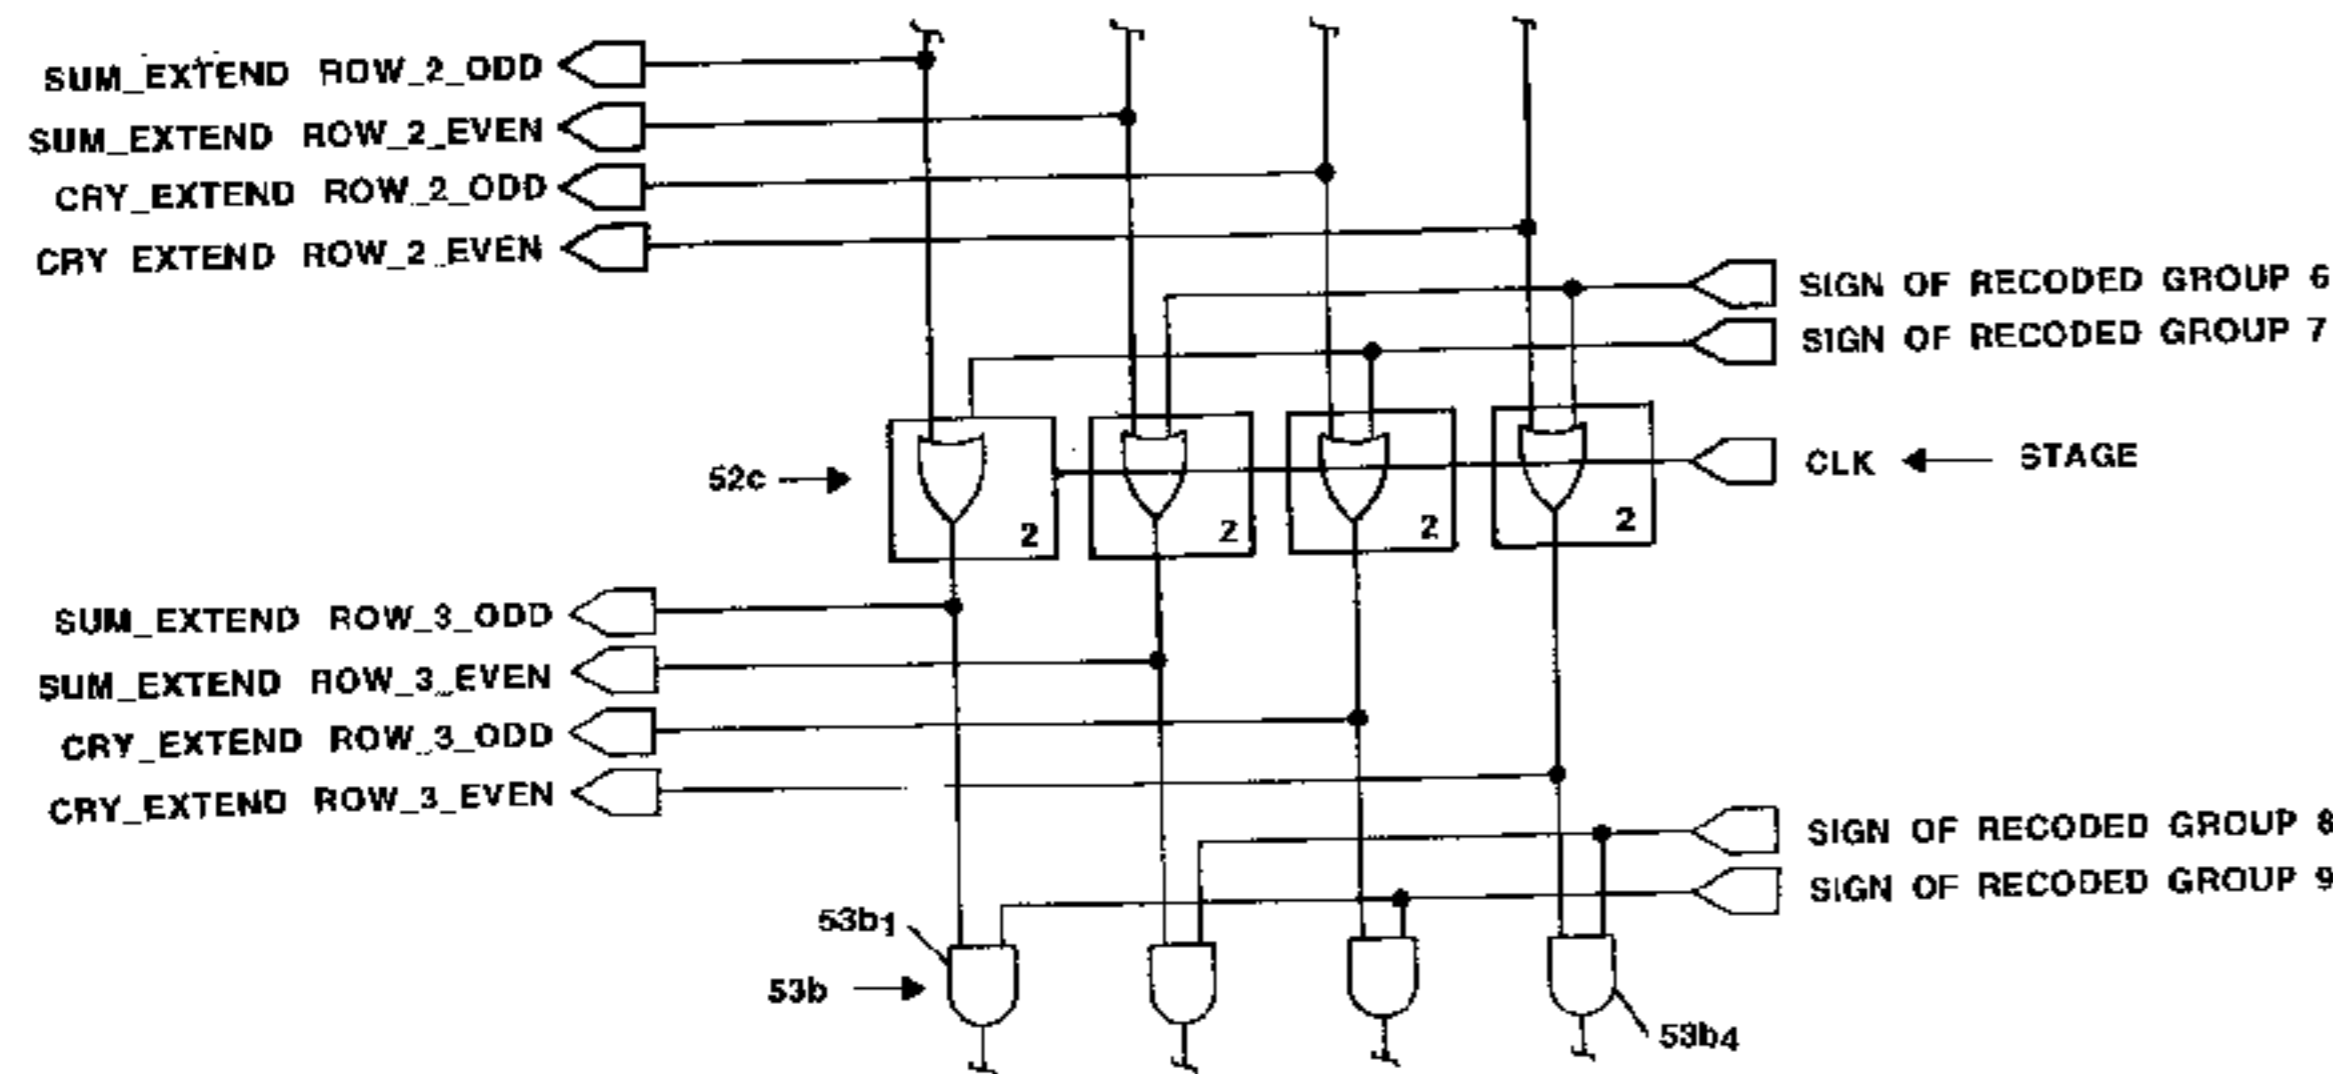 SUM_EXTEND ROW_2_ODD
SUM_EXTEND ROW_2_EVEN
CRY_EXTEND ROW_2_ODD
CRY EXTEND ROW_2_EVEN
SIGN OF RECODED GROUP 6
SIGN OF RECODED GROUP 7
52c
CLK
STAGE
2
2
2
2
SUM_EXTEND ROW_3_ODD
SUM_EXTEND ROW_3_EVEN
CRY_EXTEND ROW_3_ODD
CRY_EXTEND ROW_3_EVEN
SIGN OF RECODED GROUP 8
SIGN OF RECODED GROUP 9
53b1
53b
53b4